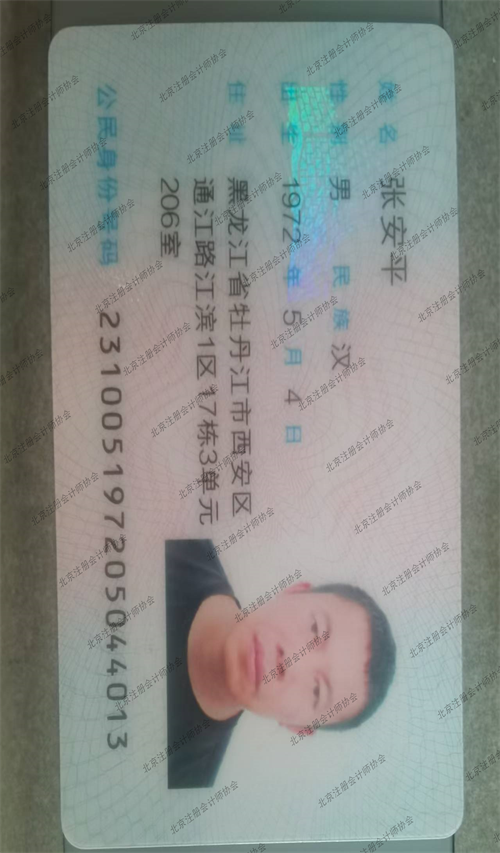 姓名 张安平
性别 男 民族 汉
出生 1972 年 5 月 4 日
住址 黑龙江省牡丹江市西安区
通江路江滨1区17栋3单元
206室
公民身份号码 231005197205044013
北京注册会计师协会